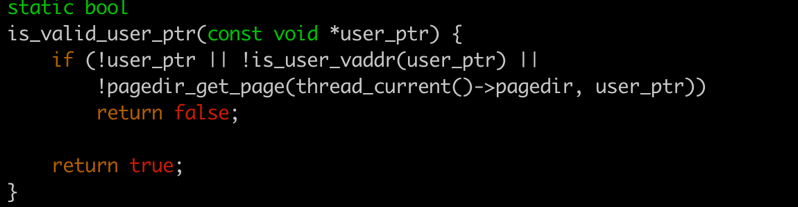 static bool
is_valid_user_ptr(const void *user_ptr) {
    if (!user_ptr || !is_user_vaddr(user_ptr) ||
        !pagedir_get_page(thread_current()->pagedir, user_ptr))
        return false;

    return true;
}